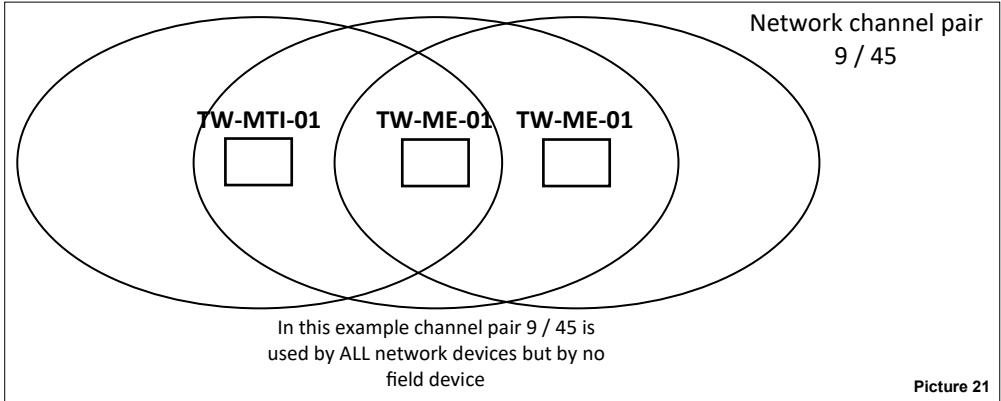 Network channel pair
9 / 45
TW-MTI-01 TW-ME-01 TW-ME-01
In this example channel pair 9 / 45 is
used by ALL network devices but by no
field device
Picture 21